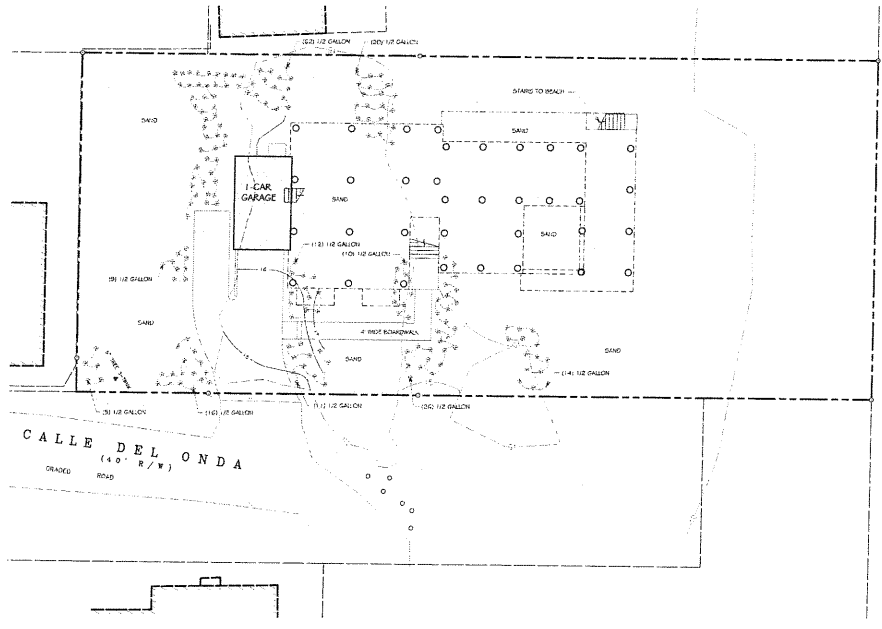 (62) 1/2 GALLON
(20) 1/2 GALLON
STAIRS TO BEACH
SAND
SAND
1-CAR
GARAGE
SAND
SAND
(12) 1/2 GALLON
(10) 1/2 GALLON
(9) 1/2 GALLON
SAND
4' WIDE BOARDWALK
SAND
SAND
(14) 1/2 GALLON
(5) 1/2 GALLON
(16) 1/2 GALLON
(11) 1/2 GALLON
(26) 1/2 GALLON
CALLE DEL ONDA
(40' R/W)
GRADED ROAD